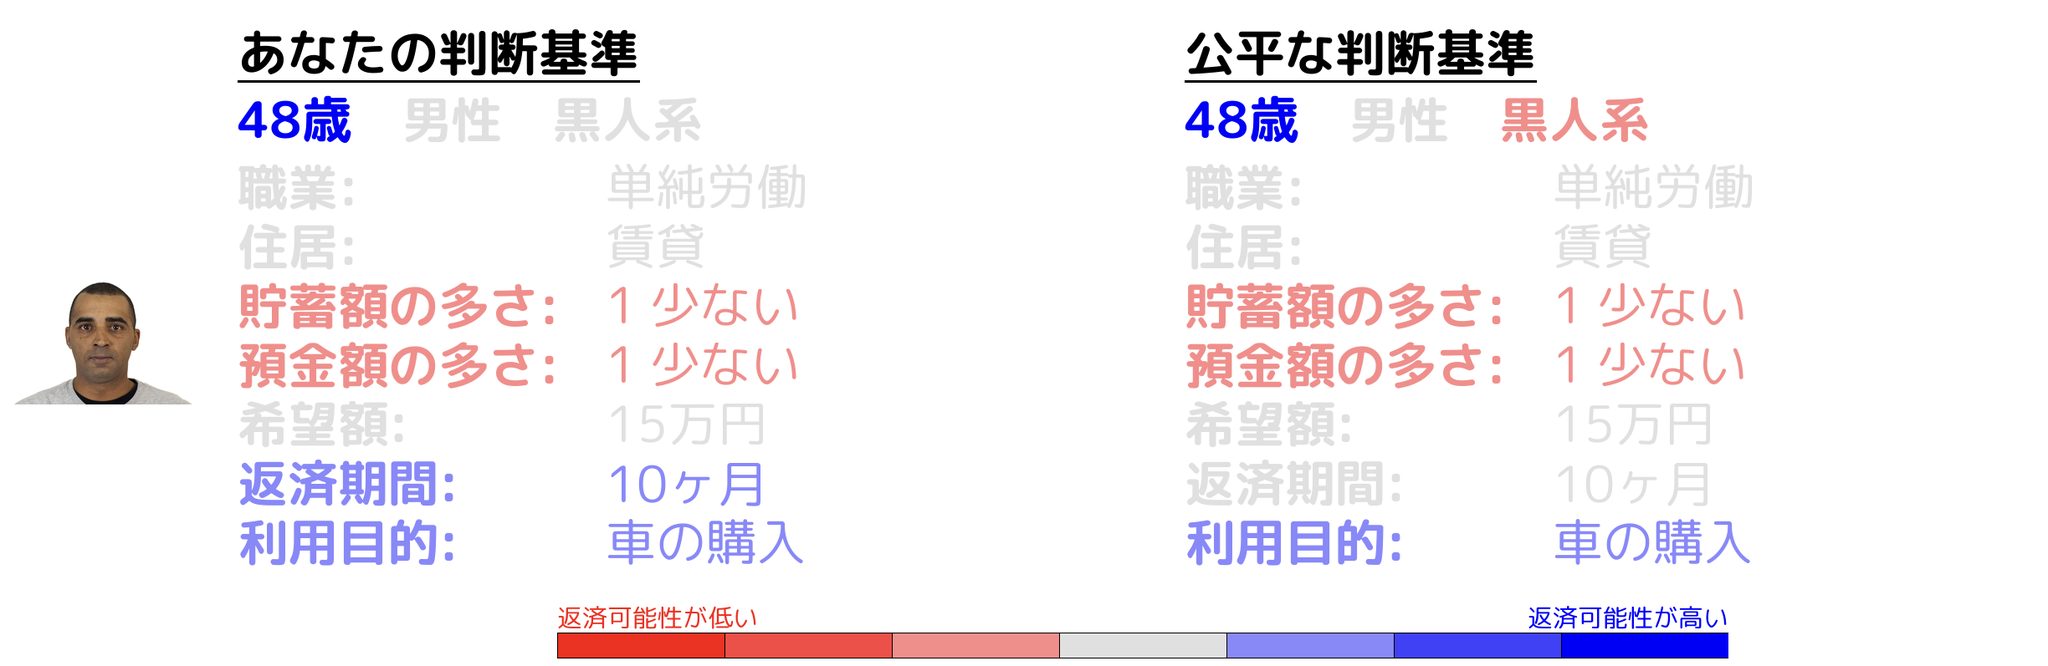 あなたの判断基準
48歳 男性 黒人系
職業: 単純労働
住居: 賃貸
貯蓄額の多さ: 1 少ない
預金額の多さ: 1 少ない
希望額: 15万円
返済期間: 10ヶ月
利用目的: 車の購入
公平な判断基準
48歳 男性 黒人系
職業: 単純労働
住居: 賃貸
貯蓄額の多さ: 1 少ない
預金額の多さ: 1 少ない
希望額: 15万円
返済期間: 10ヶ月
利用目的: 車の購入
返済可能性が低い
返済可能性が高い